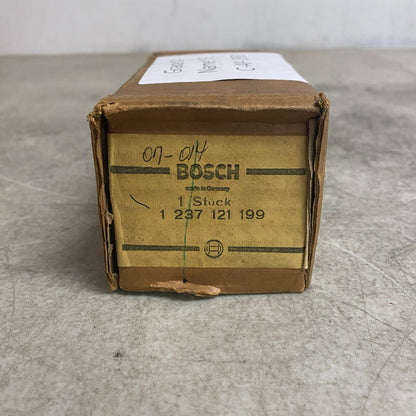 07-014
BOSCH
made in Germany
1 Stück
1 237 121 199